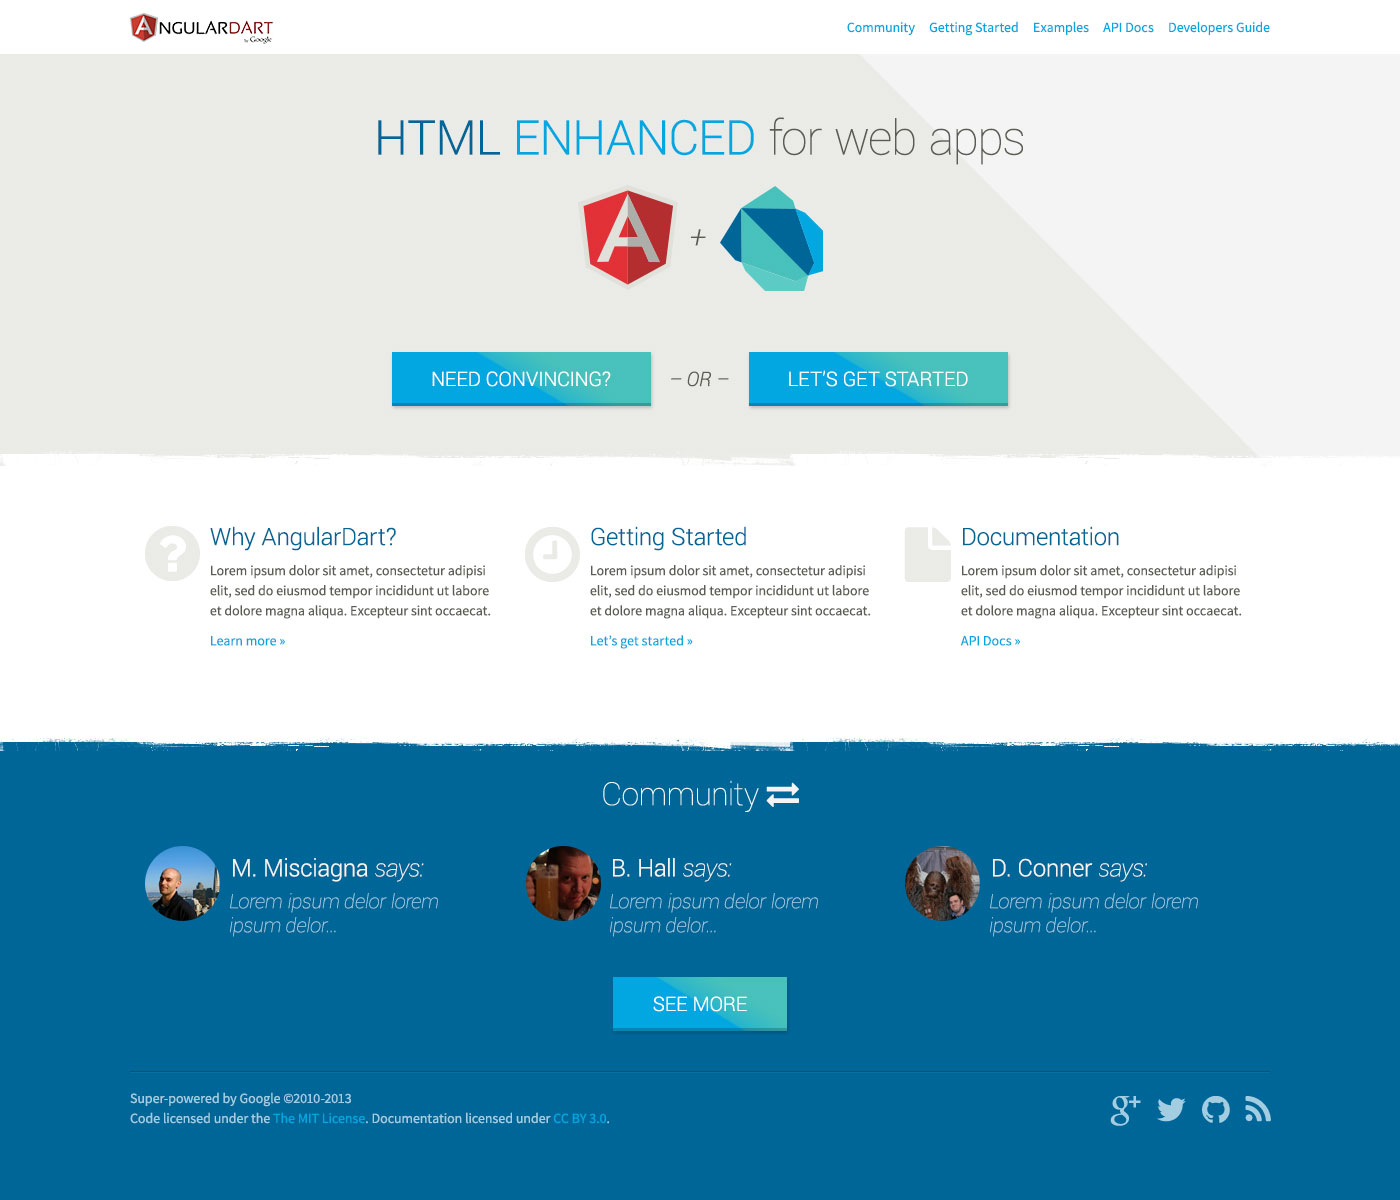 ANGULARDART
by Google
Community Getting Started Examples API Docs Developers Guide
HTML ENHANCED for web apps
A + 
NEED CONVINCING? – OR – LET'S GET STARTED
Why AngularDart?
Lorem ipsum dolor sit amet, consectetur adipisi
elit, sed do eiusmod tempor incididunt ut labore
et dolore magna aliqua. Excepteur sint occaecat.
Learn more »
Getting Started
Lorem ipsum dolor sit amet, consectetur adipisi
elit, sed do eiusmod tempor incididunt ut labore
et dolore magna aliqua. Excepteur sint occaecat.
Let's get started »
Documentation
Lorem ipsum dolor sit amet, consectetur adipisi
elit, sed do eiusmod tempor incididunt ut labore
et dolore magna aliqua. Excepteur sint occaecat.
API Docs »
Community
M. Misciagna says:
Lorem ipsum delor lorem
ipsum delor...
B. Hall says:
Lorem ipsum delor lorem
ipsum delor...
D. Conner says:
Lorem ipsum delor lorem
ipsum delor...
SEE MORE
Super-powered by Google ©2010-2013
Code licensed under the The MIT License. Documentation licensed under CC BY 3.0.
g+